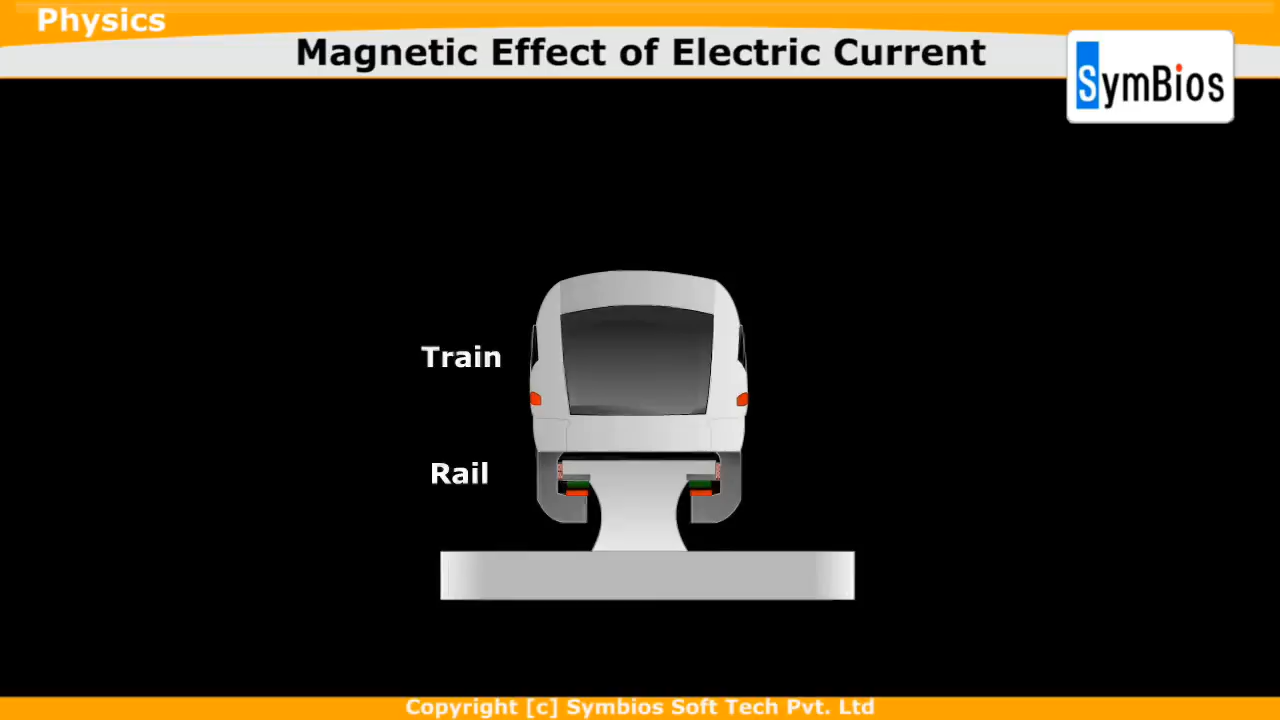 Physics
Magnetic Effect of Electric Current
SymBios
Train
Rail
Copyright [c] Symbios Soft Tech Pvt. Ltd